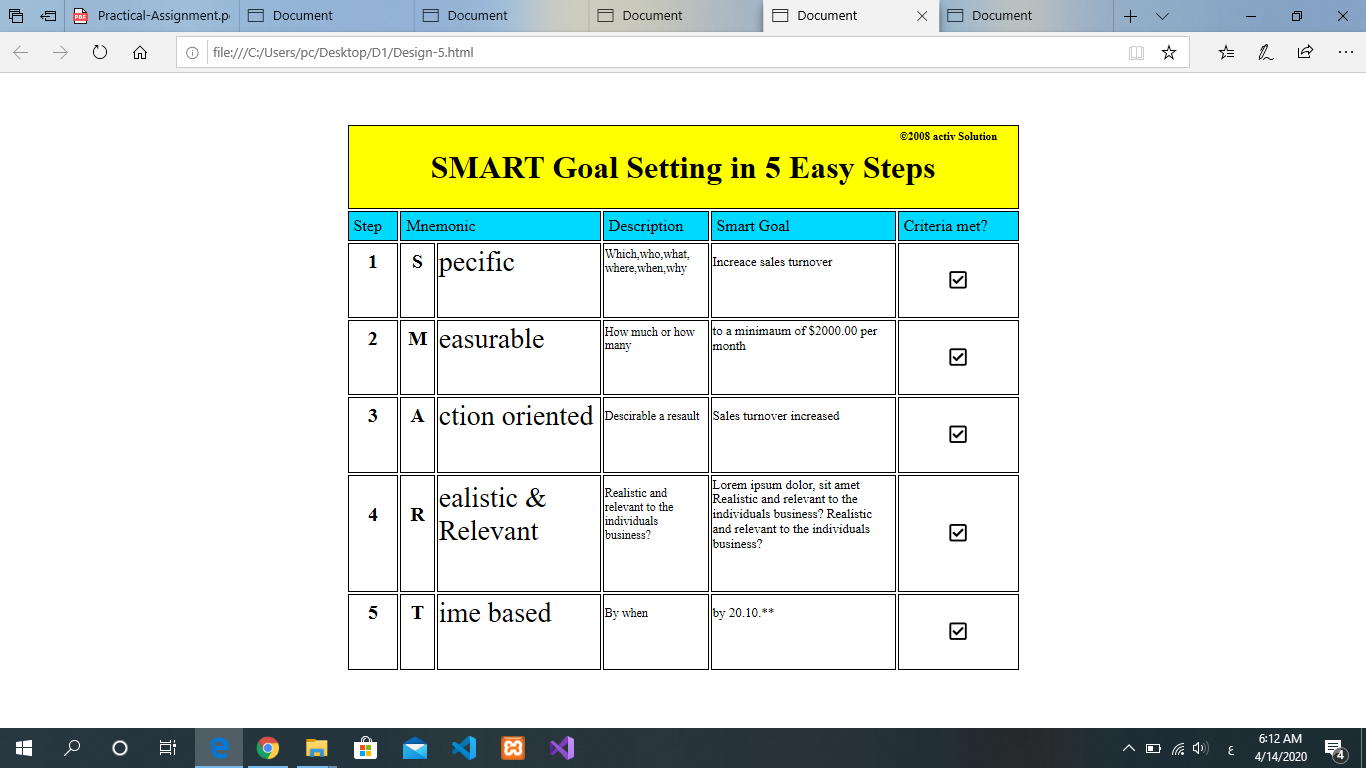 Practical-Assignment.p
Document
Document
Document
Document
Document
file:///C:/Users/pc/Desktop/D1/Design-5.html
©2008 activ Solution
SMART Goal Setting in 5 Easy Steps
Step Mnemonic Description Smart Goal Criteria met?
1 S pecific Which,who,what, Increace sales turnover
where,when,why
2 M easurable How much or how to a minimaum of $2000.00 per
many month
3 A ction oriented Descirable a resault Sales turnover increased
4 R ealistic & Realistic and Lorem ipsum dolor, sit amet
Relevant relevant to the Realistic and relevant to the
individuals individuals business? Realistic
business? and relevant to the individuals
business?
5 T ime based By when by 20.10.**
ع
6:12 AM
4/14/2020
4